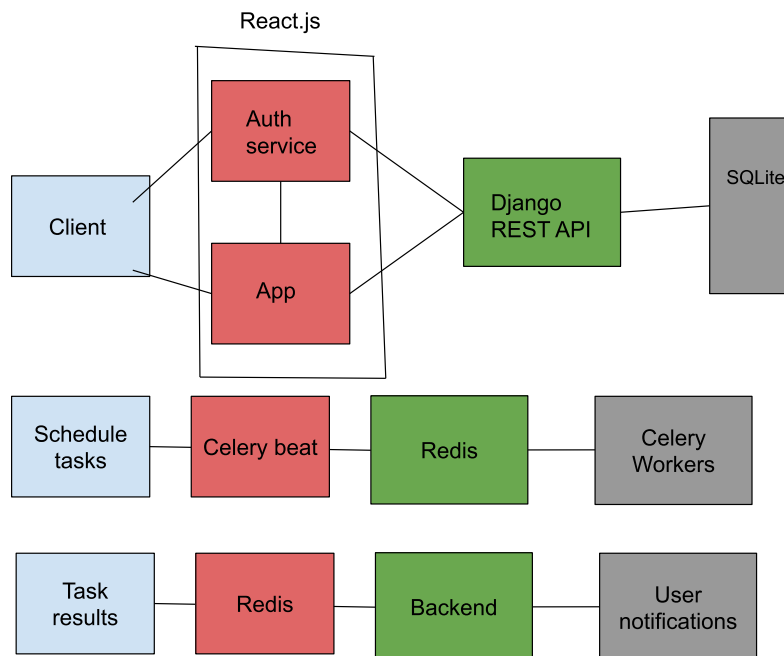 React.js
Auth
service
Client
App
Django
REST API
SQLite
Schedule
tasks
Celery beat
Redis
Celery
Workers
Task
results
Redis
Backend
User
notifications